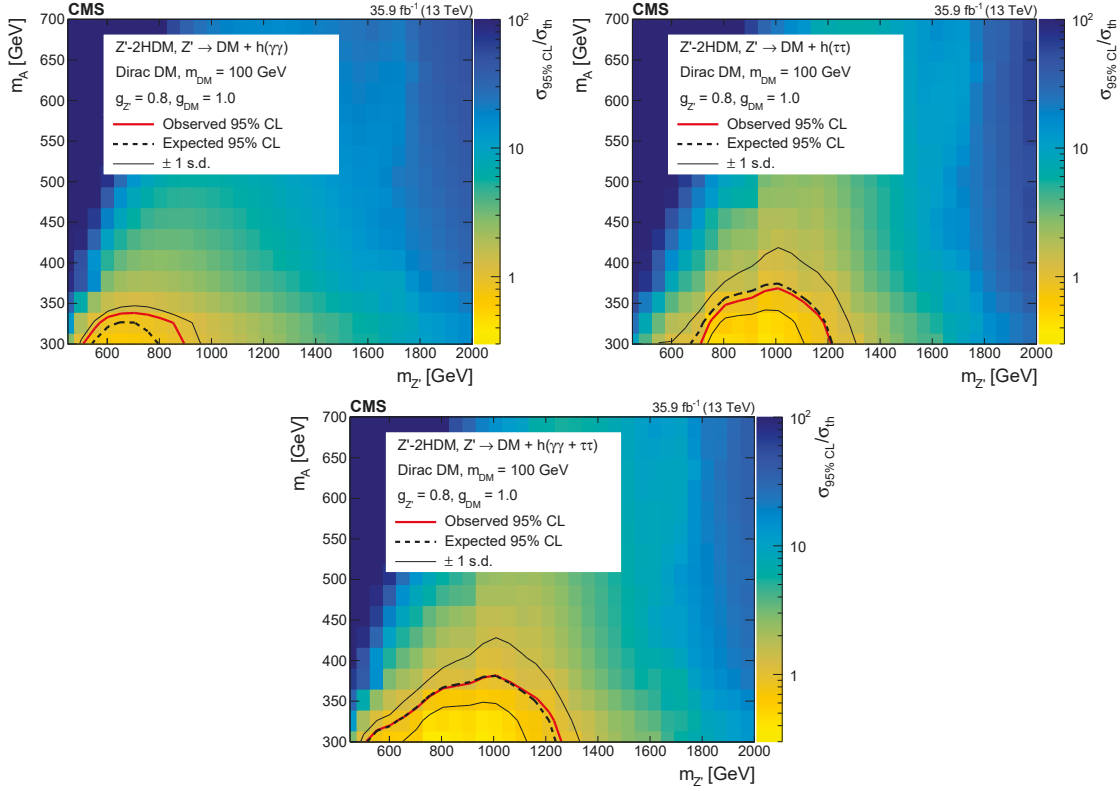 CMS 35.9 fb⁻¹ (13 TeV)
m_A [GeV]
700
650
600
550
500
450
400
350
300
Z'-2HDM, Z' → DM + h(γγ)
Dirac DM, m_DM = 100 GeV
g_Z' = 0.8, g_DM = 1.0
Observed 95% CL
Expected 95% CL
± 1 s.d.
600 800 1000 1200 1400 1600 1800 2000
m_Z' [GeV]
10²
10
1
σ_95% CL/σ_th
CMS 35.9 fb⁻¹ (13 TeV)
m_A [GeV]
700
650
600
550
500
450
400
350
300
Z'-2HDM, Z' → DM + h(ττ)
Dirac DM, m_DM = 100 GeV
g_Z' = 0.8, g_DM = 1.0
Observed 95% CL
Expected 95% CL
± 1 s.d.
600 800 1000 1200 1400 1600 1800 2000
m_Z' [GeV]
10²
10
1
σ_95% CL/σ_th
CMS 35.9 fb⁻¹ (13 TeV)
m_A [GeV]
700
650
600
550
500
450
400
350
300
Z'-2HDM, Z' → DM + h(γγ + ττ)
Dirac DM, m_DM = 100 GeV
g_Z' = 0.8, g_DM = 1.0
Observed 95% CL
Expected 95% CL
± 1 s.d.
600 800 1000 1200 1400 1600 1800 2000
m_Z' [GeV]
10²
10
1
σ_95% CL/σ_th